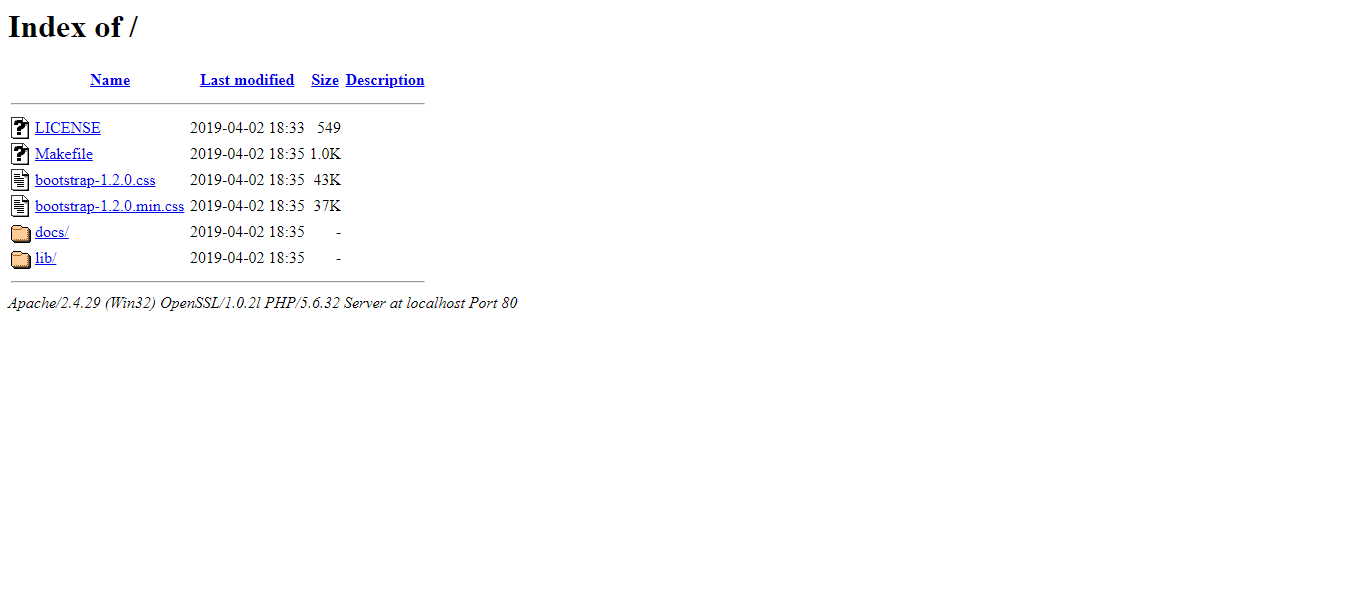 Index of /
Name Last modified Size Description
LICENSE 2019-04-02 18:33 549
Makefile 2019-04-02 18:35 1.0K
bootstrap-1.2.0.css 2019-04-02 18:35 43K
bootstrap-1.2.0.min.css 2019-04-02 18:35 37K
docs/ 2019-04-02 18:35 -
lib/ 2019-04-02 18:35 -
Apache/2.4.29 (Win32) OpenSSL/1.0.2l PHP/5.6.32 Server at localhost Port 80